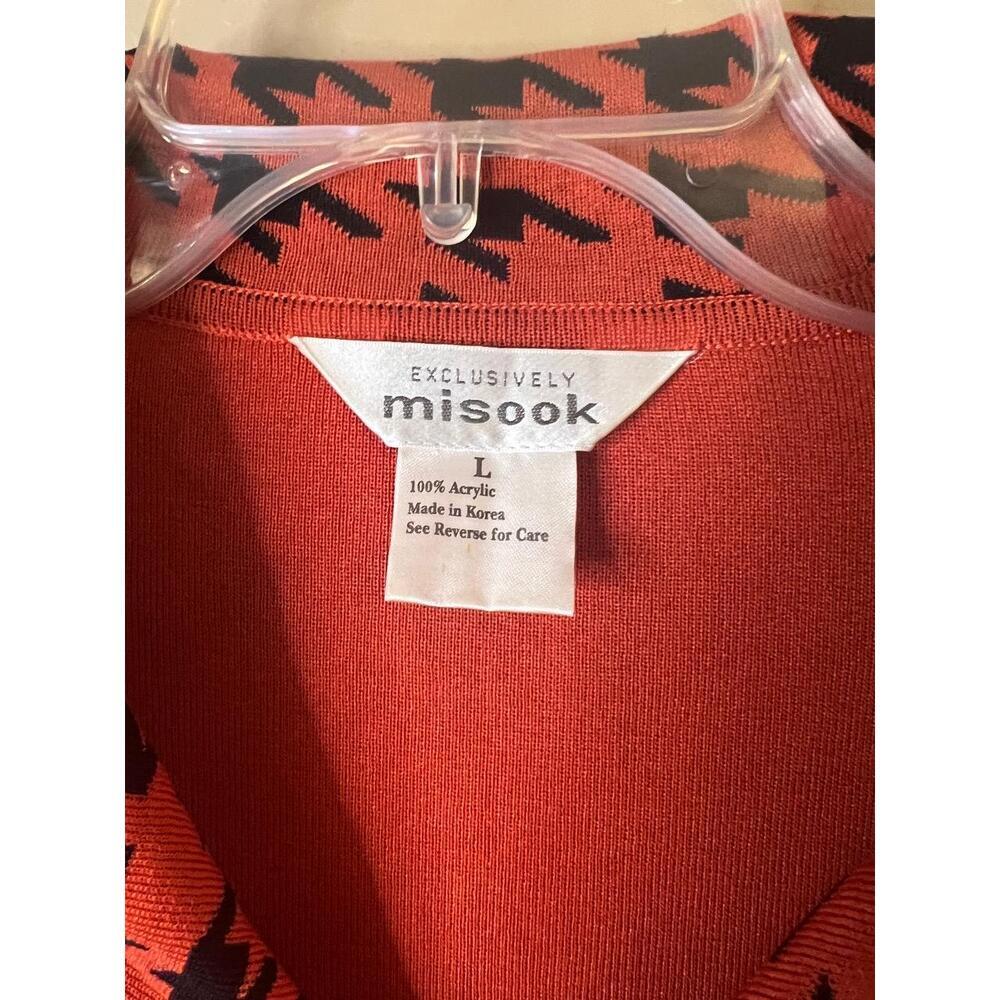 EXCLUSIVELY
misook
L
100% Acrylic
Made in Korea
See Reverse for Care